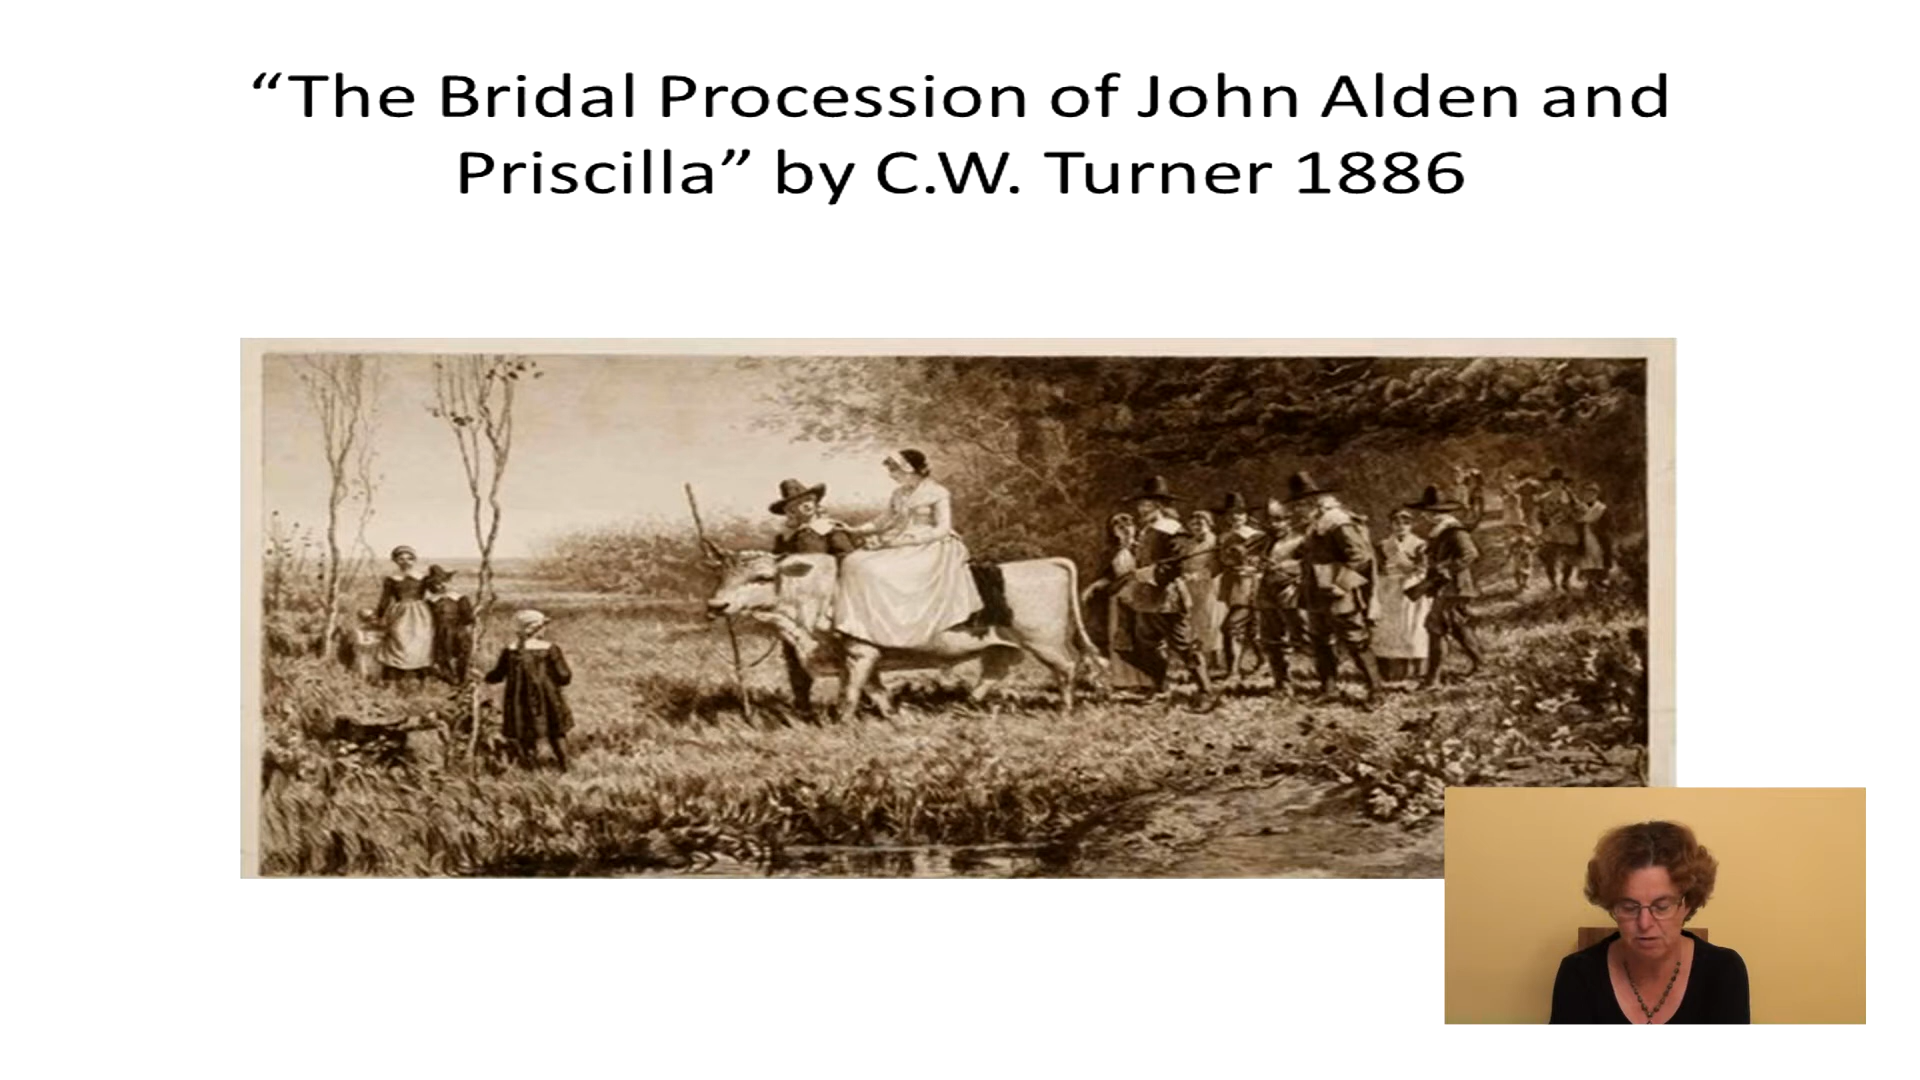 “The Bridal Procession of John Alden and
Priscilla” by C.W. Turner 1886